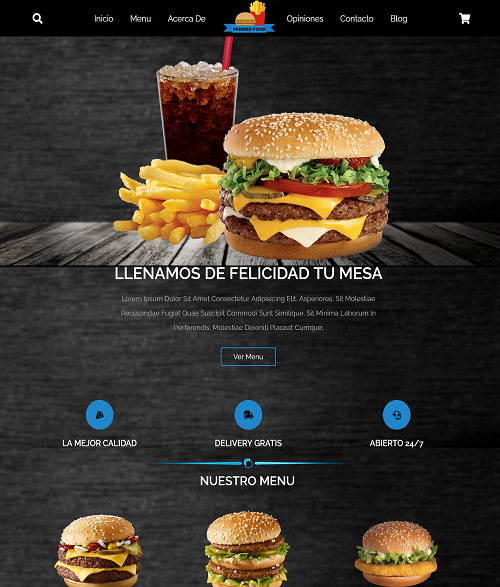 Inicio Menu Acerca De PREMIER FOOD Opiniones Contacto Blog
LLENAMOS DE FELICIDAD TU MESA
Lorem Ipsum Dolor Sit Amet Consectetur Adipisicing Elit. Asperiores, Sit Molestiae
Recusandae Fugiat Quae Suscipit Commodi Sunt Similique. Sit Minima Laborum In
Perferendis, Molestiae Deleniti Placeat Cumque.
Ver Menu
LA MEJOR CALIDAD DELIVERY GRATIS ABIERTO 24/7
NUESTRO MENU